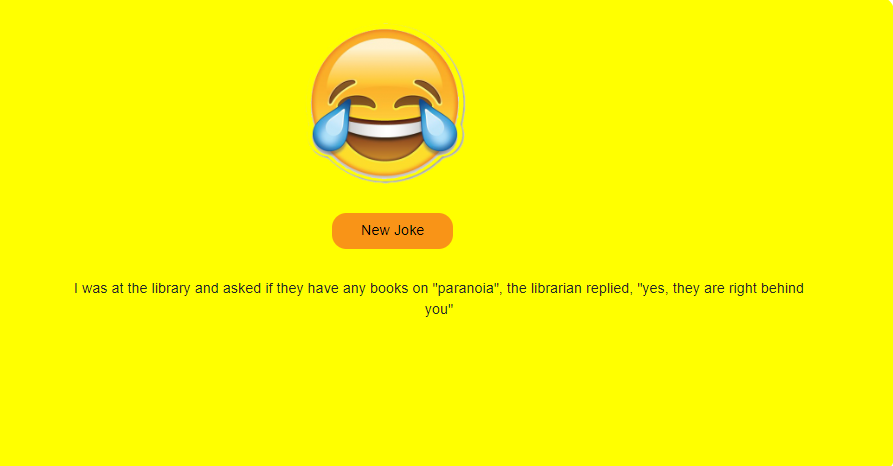 New Joke
I was at the library and asked if they have any books on "paranoia", the librarian replied, "yes, they are right behind
you"